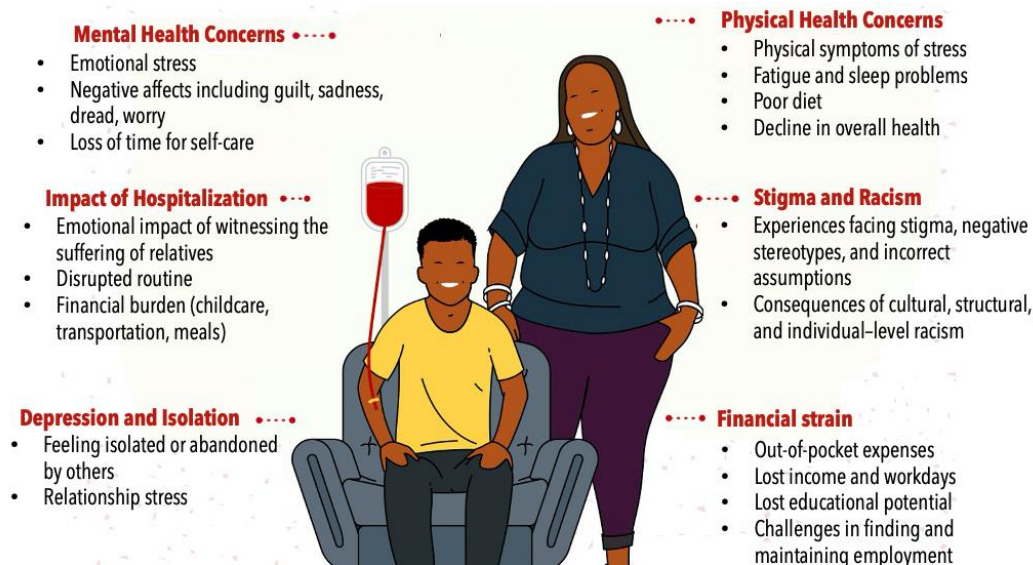 Mental Health Concerns
• Emotional stress
• Negative affects including guilt, sadness,
dread, worry
• Loss of time for self-care
Impact of Hospitalization
• Emotional impact of witnessing the
suffering of relatives
• Disrupted routine
• Financial burden (childcare,
transportation, meals)
Depression and Isolation
• Feeling isolated or abandoned
by others
• Relationship stress
Physical Health Concerns
• Physical symptoms of stress
• Fatigue and sleep problems
• Poor diet
• Decline in overall health
Stigma and Racism
• Experiences facing stigma, negative
stereotypes, and incorrect
assumptions
• Consequences of cultural, structural,
and individual–level racism
Financial strain
• Out-of-pocket expenses
• Lost income and workdays
• Lost educational potential
• Challenges in finding and
maintaining employment